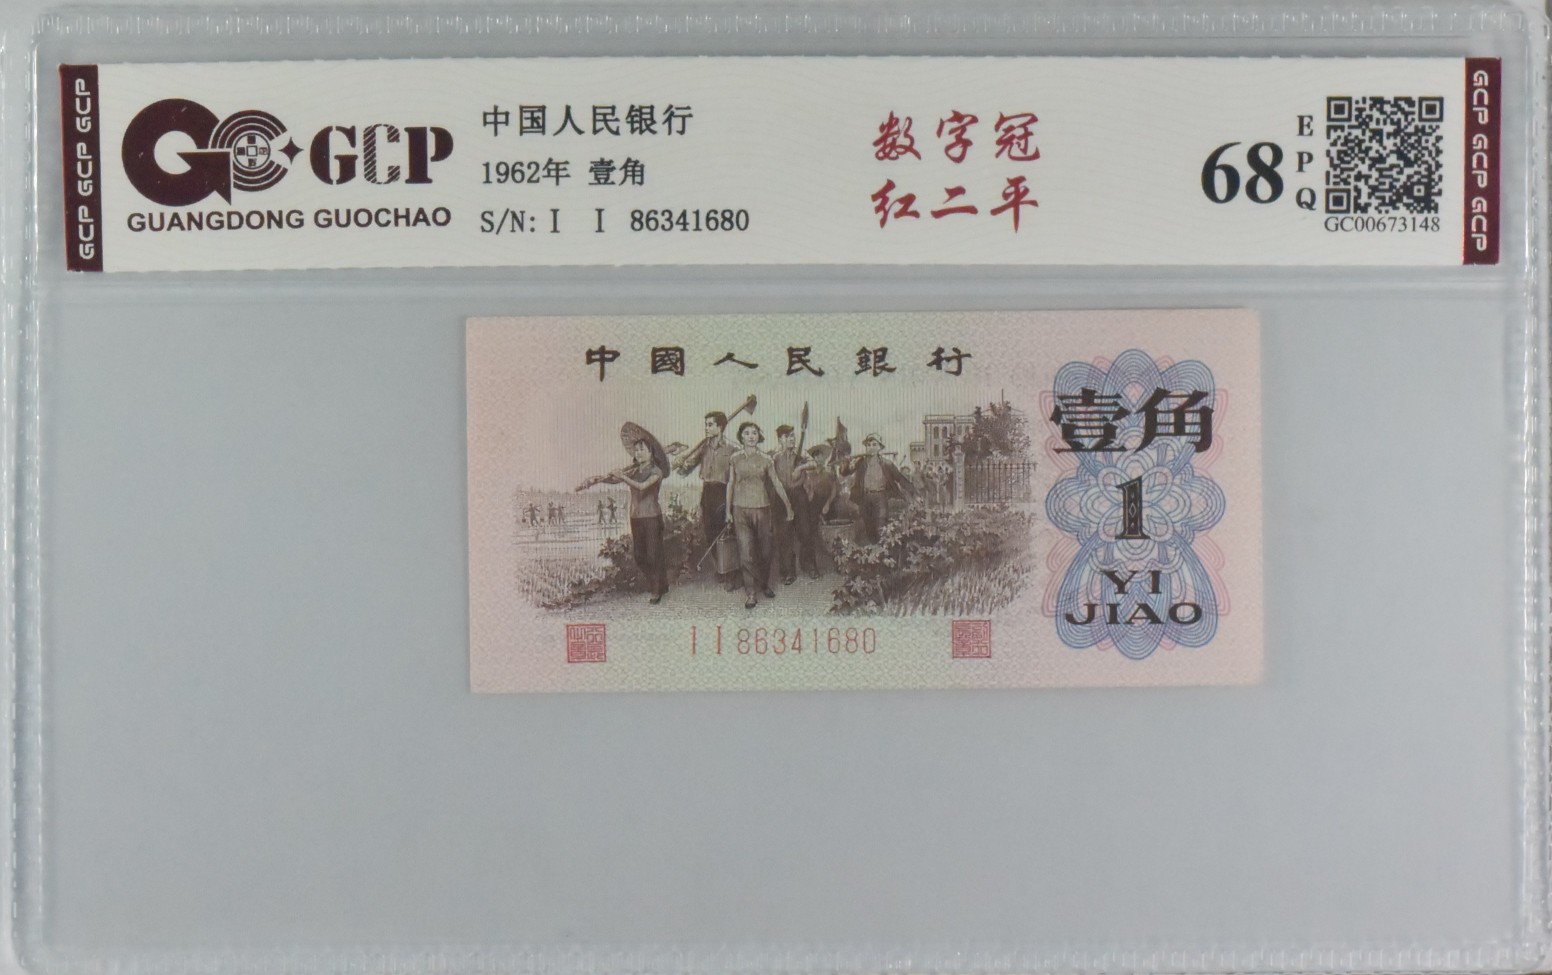 GCP GCP GCP
GCP
GUANGDONG GUOCHAO
中国人民银行
1962年 壹角
S/N: I I 86341680
数字冠
红二平
68
EPQ
GC00673148
GCP GCP GCP
中國人民銀行
壹角
1
YI
JIAO
I I 86341680